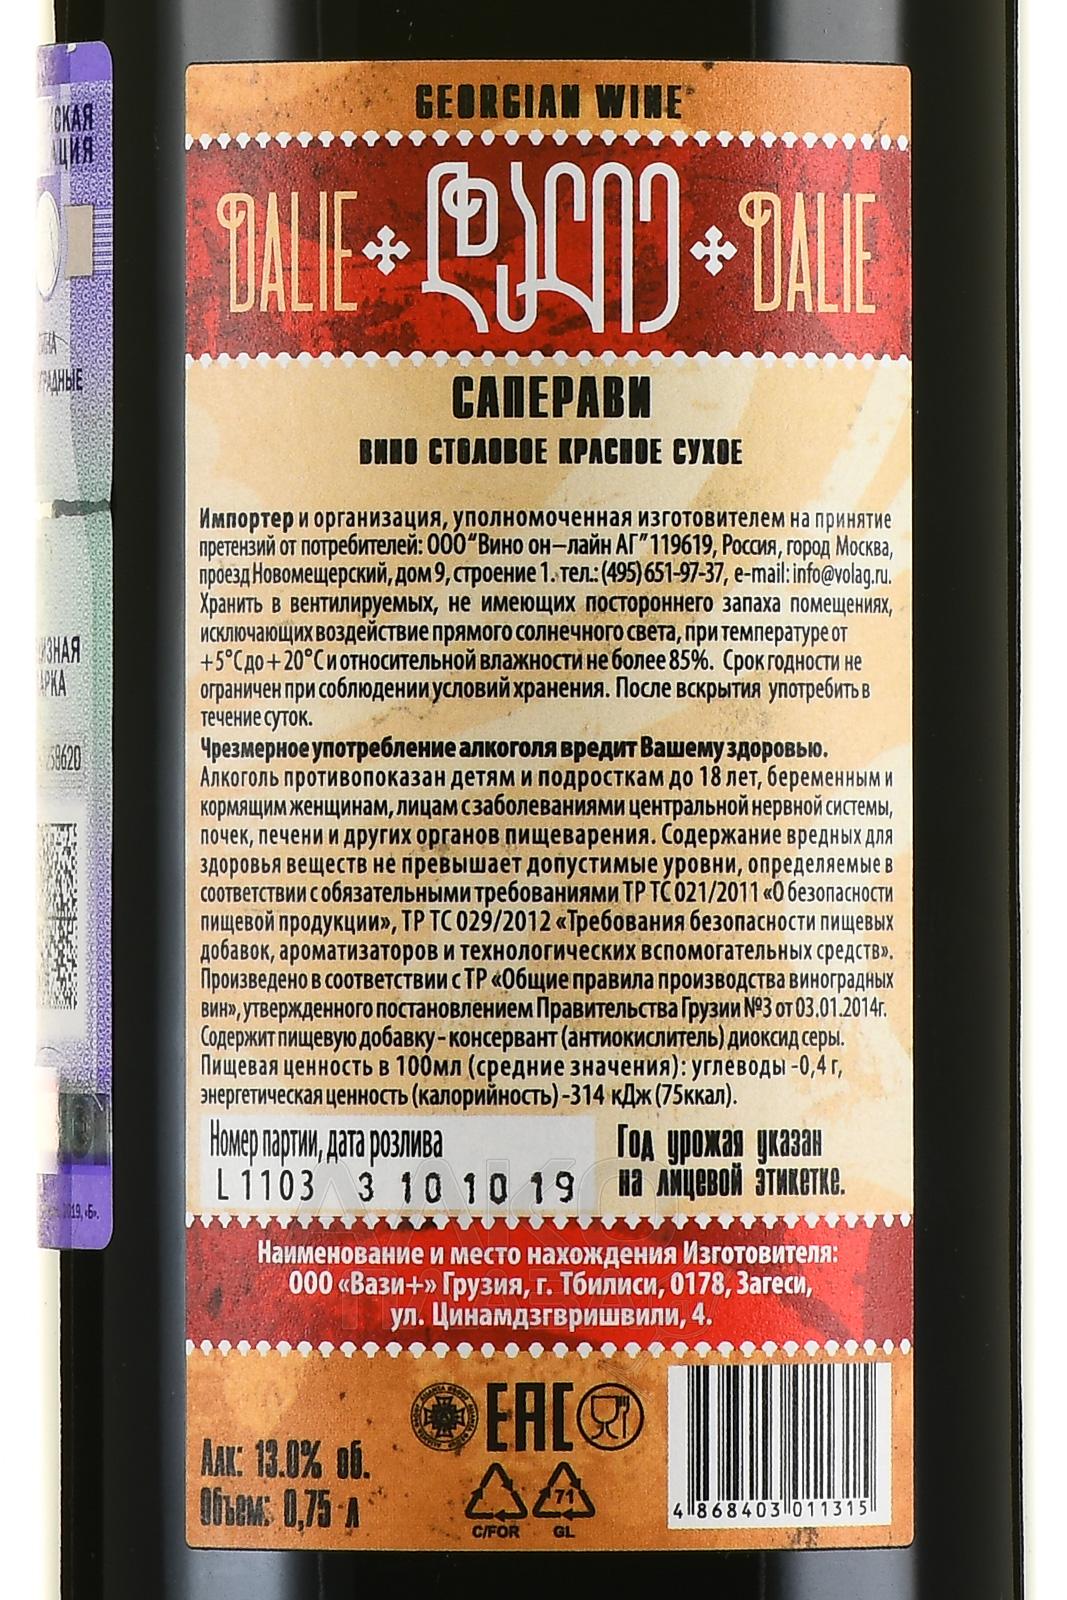 GEORGIAN WINE
DALIE დალიე DALIE
САПЕРАВИ
ВИНО СТОЛОВОЕ КРАСНОЕ СУХОЕ
Импортер и организация, уполномоченная изготовителем на принятие
претензий от потребителей: ООО "Вино он–лайн АГ" 119619, Россия, город Москва,
проезд Новомещерский, дом 9, строение 1. тел.: (495) 651-97-37, e-mail: info@volag.ru.
Хранить в вентилируемых, не имеющих постороннего запаха помещениях,
исключающих воздействие прямого солнечного света, при температуре от
+5°С до +20°С и относительной влажности не более 85%. Срок годности не
ограничен при соблюдении условий хранения. После вскрытия употребить в
течение суток.
Чрезмерное употребление алкоголя вредит Вашему здоровью.
Алкоголь противопоказан детям и подросткам до 18 лет, беременным и
кормящим женщинам, лицам с заболеваниями центральной нервной системы,
почек, печени и других органов пищеварения. Содержание вредных для
здоровья веществ не превышает допустимые уровни, определяемые в
соответствии с обязательными требованиями ТР ТС 021/2011 «О безопасности
пищевой продукции», ТР ТС 029/2012 «Требования безопасности пищевых
добавок, ароматизаторов и технологических вспомогательных средств».
Произведено в соответствии с ТР «Общие правила производства виноградных
вин», утвержденного постановлением Правительства Грузии №3 от 03.01.2014г.
Содержит пищевую добавку - консервант (антиокислитель) диоксид серы.
Пищевая ценность в 100мл (средние значения): углеводы -0,4 г,
энергетическая ценность (калорийность) -314 кДж (75ккал).
Номер партии, дата розлива
L 1103 3 10 10 19
Год урожая указан
на лицевой этикетке.
Наименование и место нахождения Изготовителя:
ООО «Вази+» Грузия, г. Тбилиси, 0178, Загеси,
ул. Цинамдзгвришвили, 4.
EAC
Алк: 13.0% об.
Объем: 0,75 л
C/FOR
71
GL
4 868403 011315
СКАЯ
АЦИЯ
258620
2019, «Б».